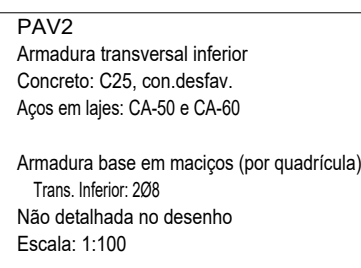 PAV2
Armadura transversal inferior
Concreto: C25, con.desfav.
Aços em lajes: CA-50 e CA-60
Armadura base em maciços (por quadrícula)
Trans. Inferior: 2Ø8
Não detalhada no desenho
Escala: 1:100